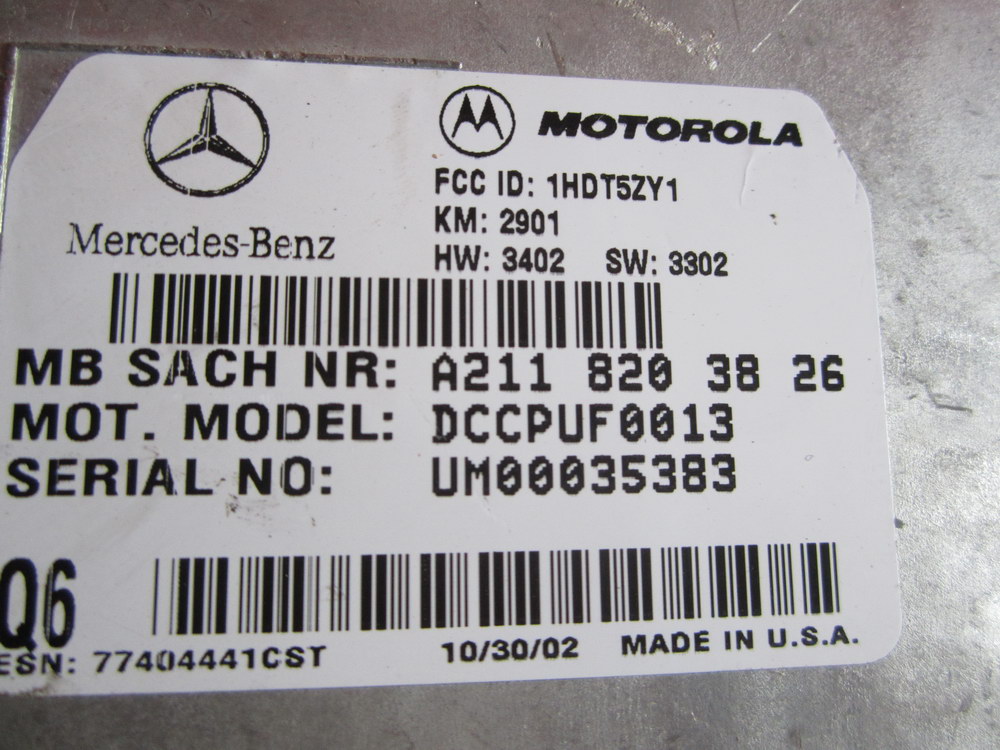 Mercedes-Benz
MOTOROLA
FCC ID: 1HDT5ZY1
KM: 2901
HW: 3402 SW: 3302
MB SACH NR: A211 820 38 26
MOT. MODEL: DCCPUF0013
SERIAL NO: UM00035383
Q6
ESN: 77404441CST 10/30/02 MADE IN U.S.A.